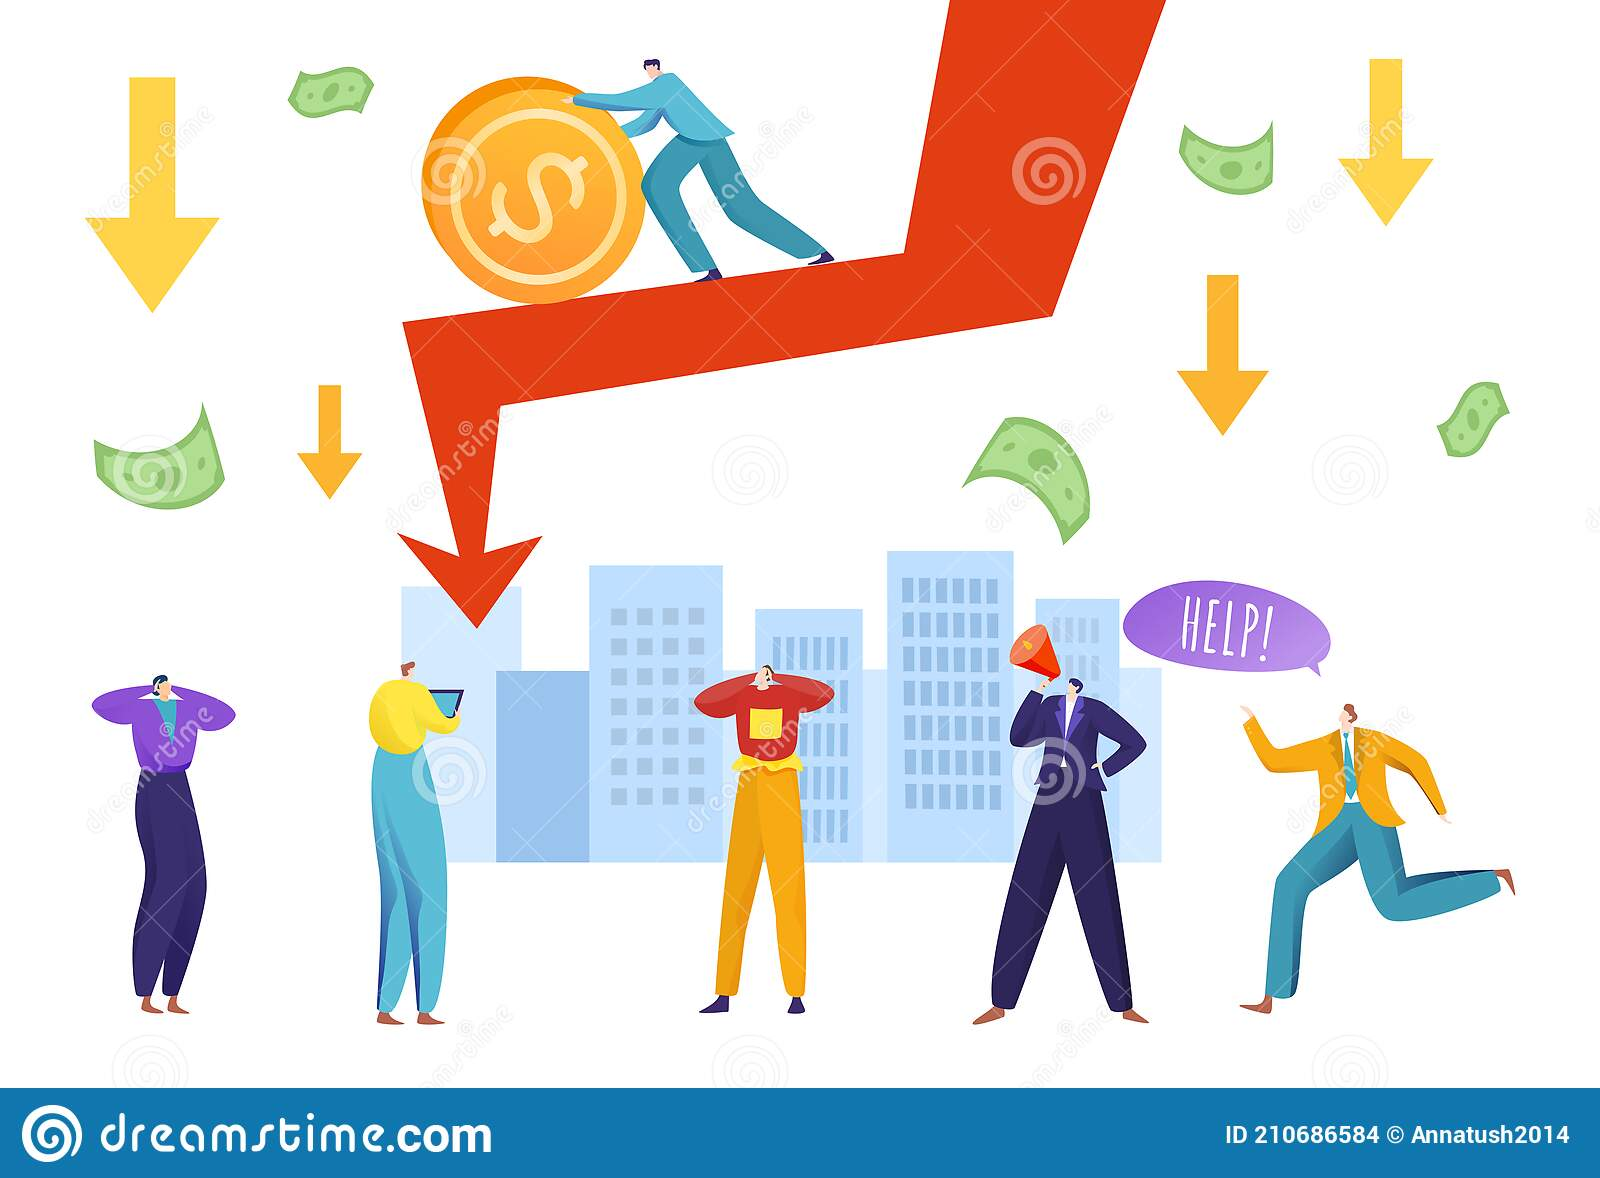 $
HELP!
dreamstime.com
ID 210686584 © Annatush2014